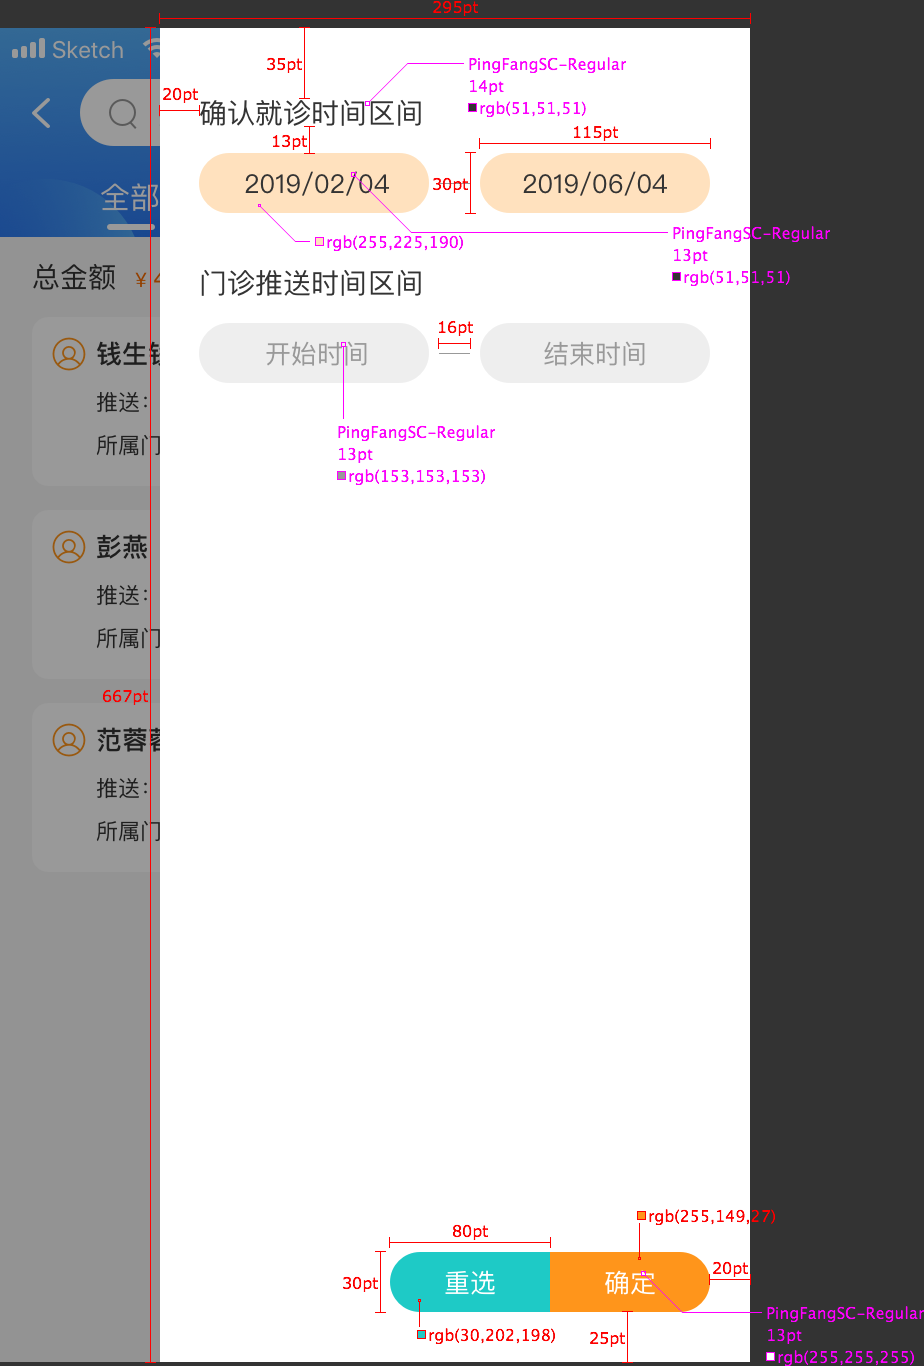 295pt
Sketch
35pt
PingFangSC-Regular
14pt
rgb(51,51,51)
20pt
确认就诊时间区间
13pt
115pt
2019/02/04
30pt
2019/06/04
全部
rgb(255,225,190)
PingFangSC-Regular
13pt
rgb(51,51,51)
总金额
¥ 4
门诊推送时间区间
16pt
开始时间
结束时间
钱生
推送:
所属门
PingFangSC-Regular
13pt
rgb(153,153,153)
彭燕
推送:
所属门
667pt
范蓉
推送:
所属门
rgb(255,149,27)
80pt
30pt
重选
确定
20pt
25pt
rgb(30,202,198)
PingFangSC-Regular
13pt
rgb(255,255,255)